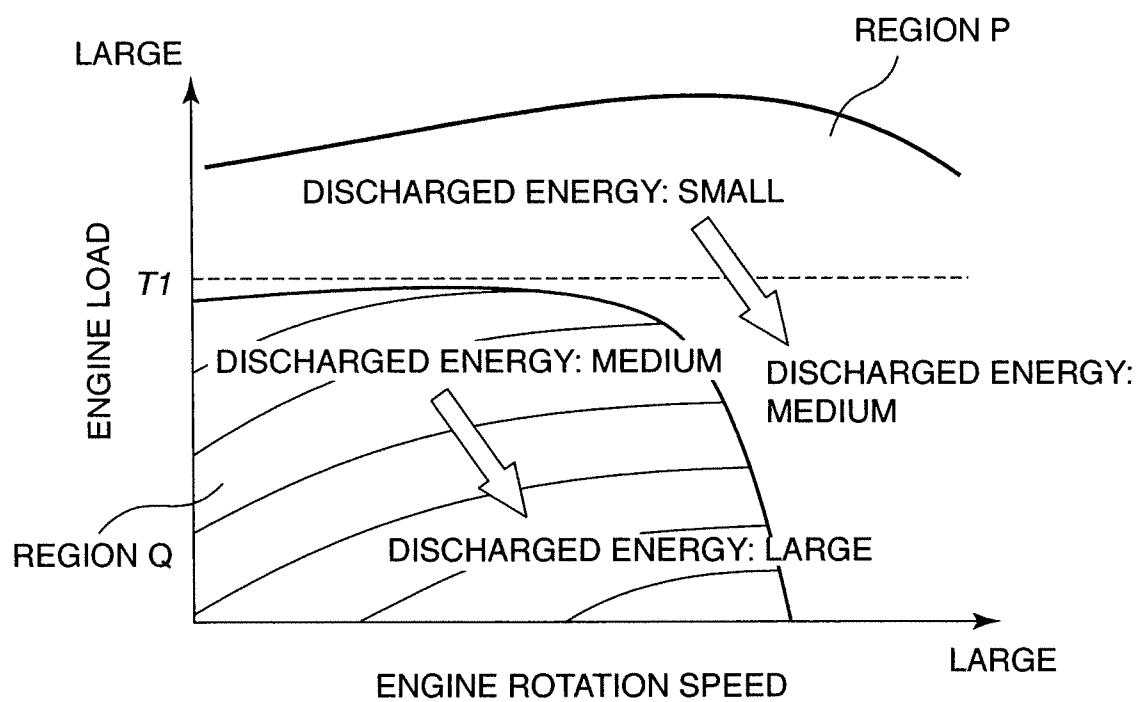 REGION P
LARGE
DISCHARGED ENERGY: SMALL
ENGINE LOAD
T1
DISCHARGED ENERGY: MEDIUM
DISCHARGED ENERGY:
MEDIUM
REGION Q
DISCHARGED ENERGY: LARGE
LARGE
ENGINE ROTATION SPEED